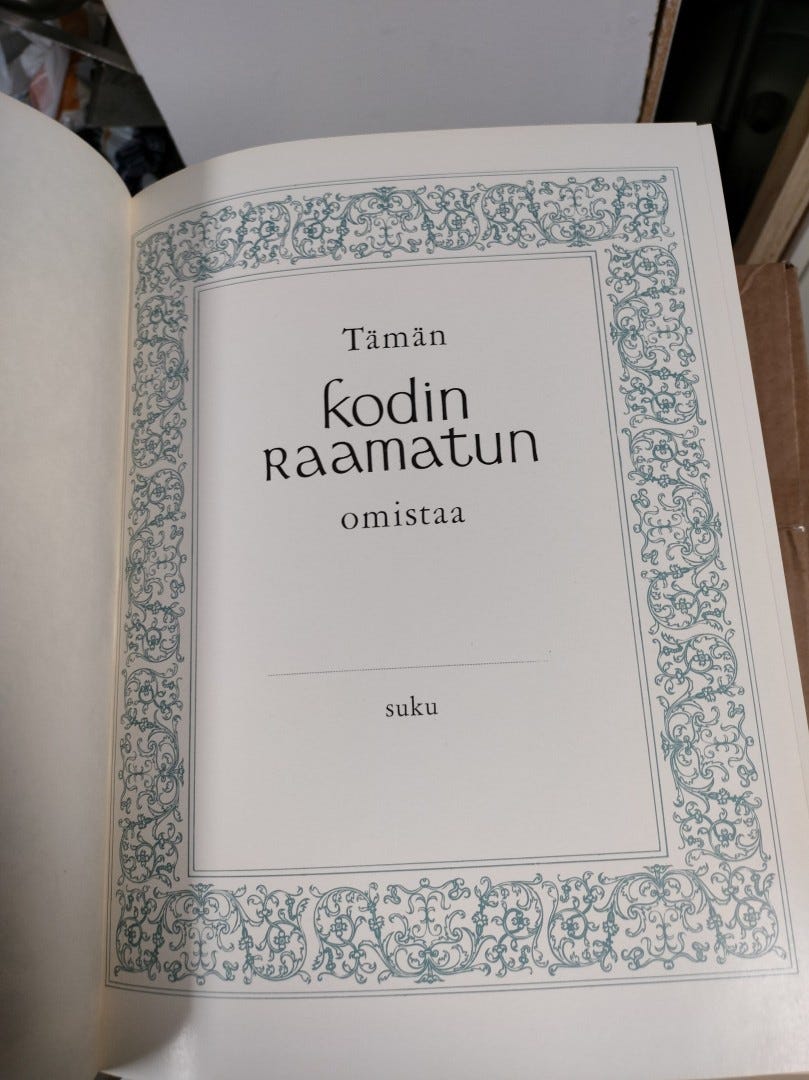 Tämän
kodin
Raamatun
omistaa
suku